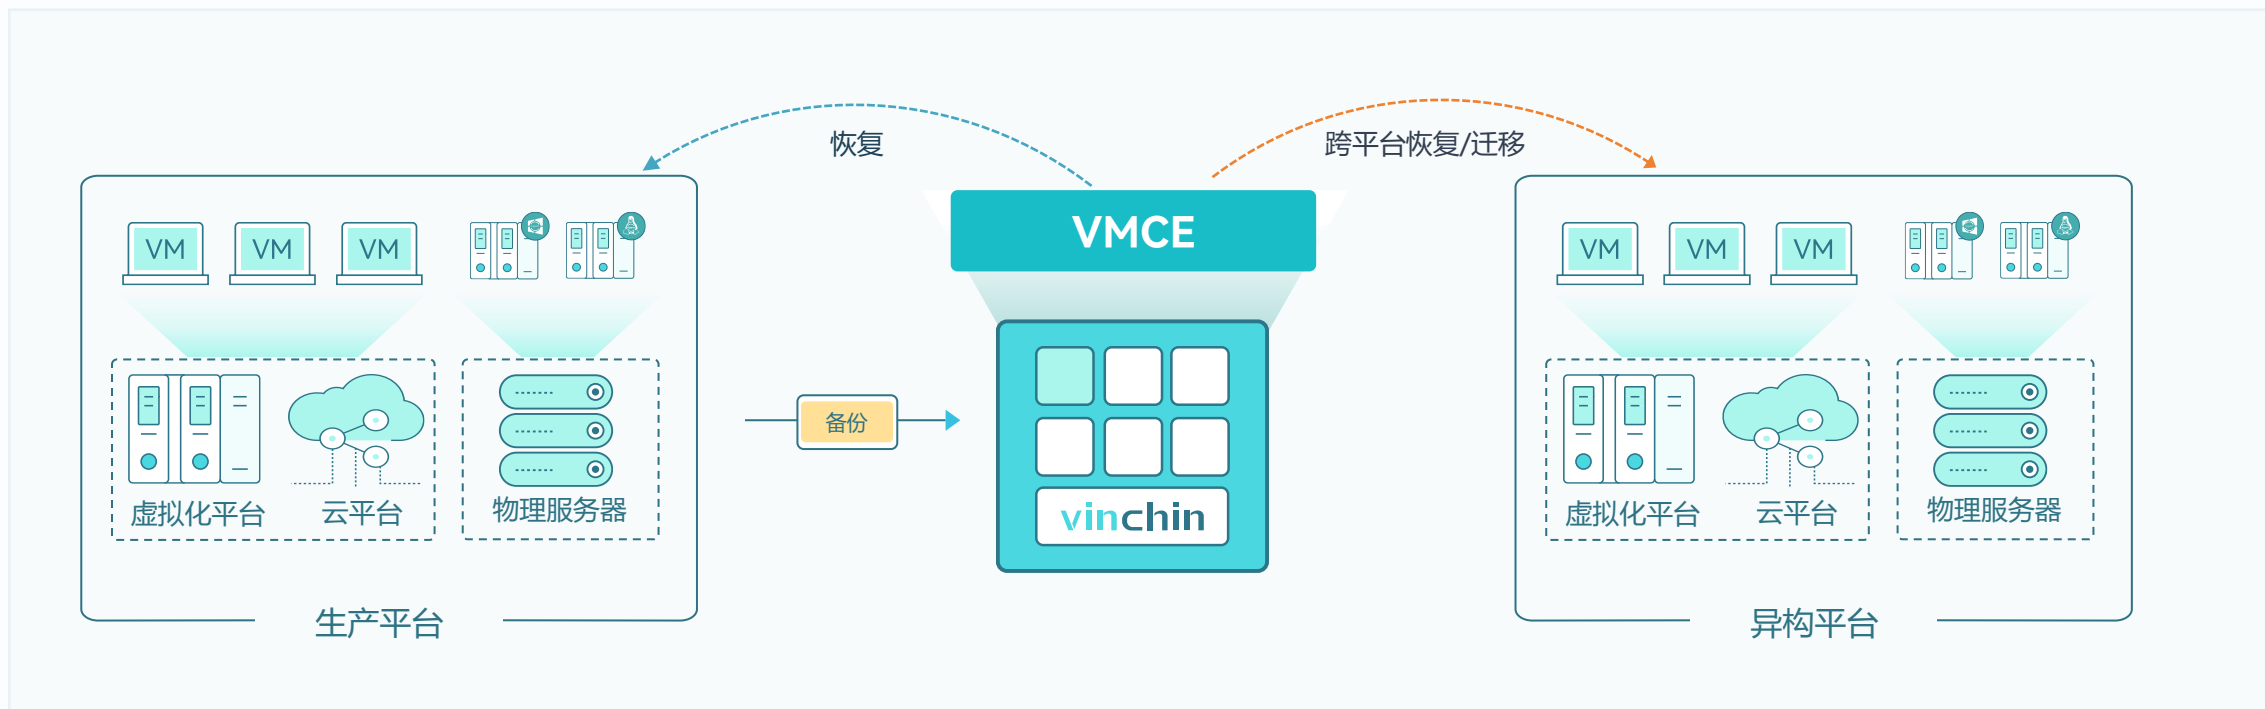 恢复
跨平台恢复/迁移
VMCE
VM VM VM
虚拟化平台 云平台 物理服务器
生产平台
备份
vinchin
VM VM VM
虚拟化平台 云平台 物理服务器
异构平台